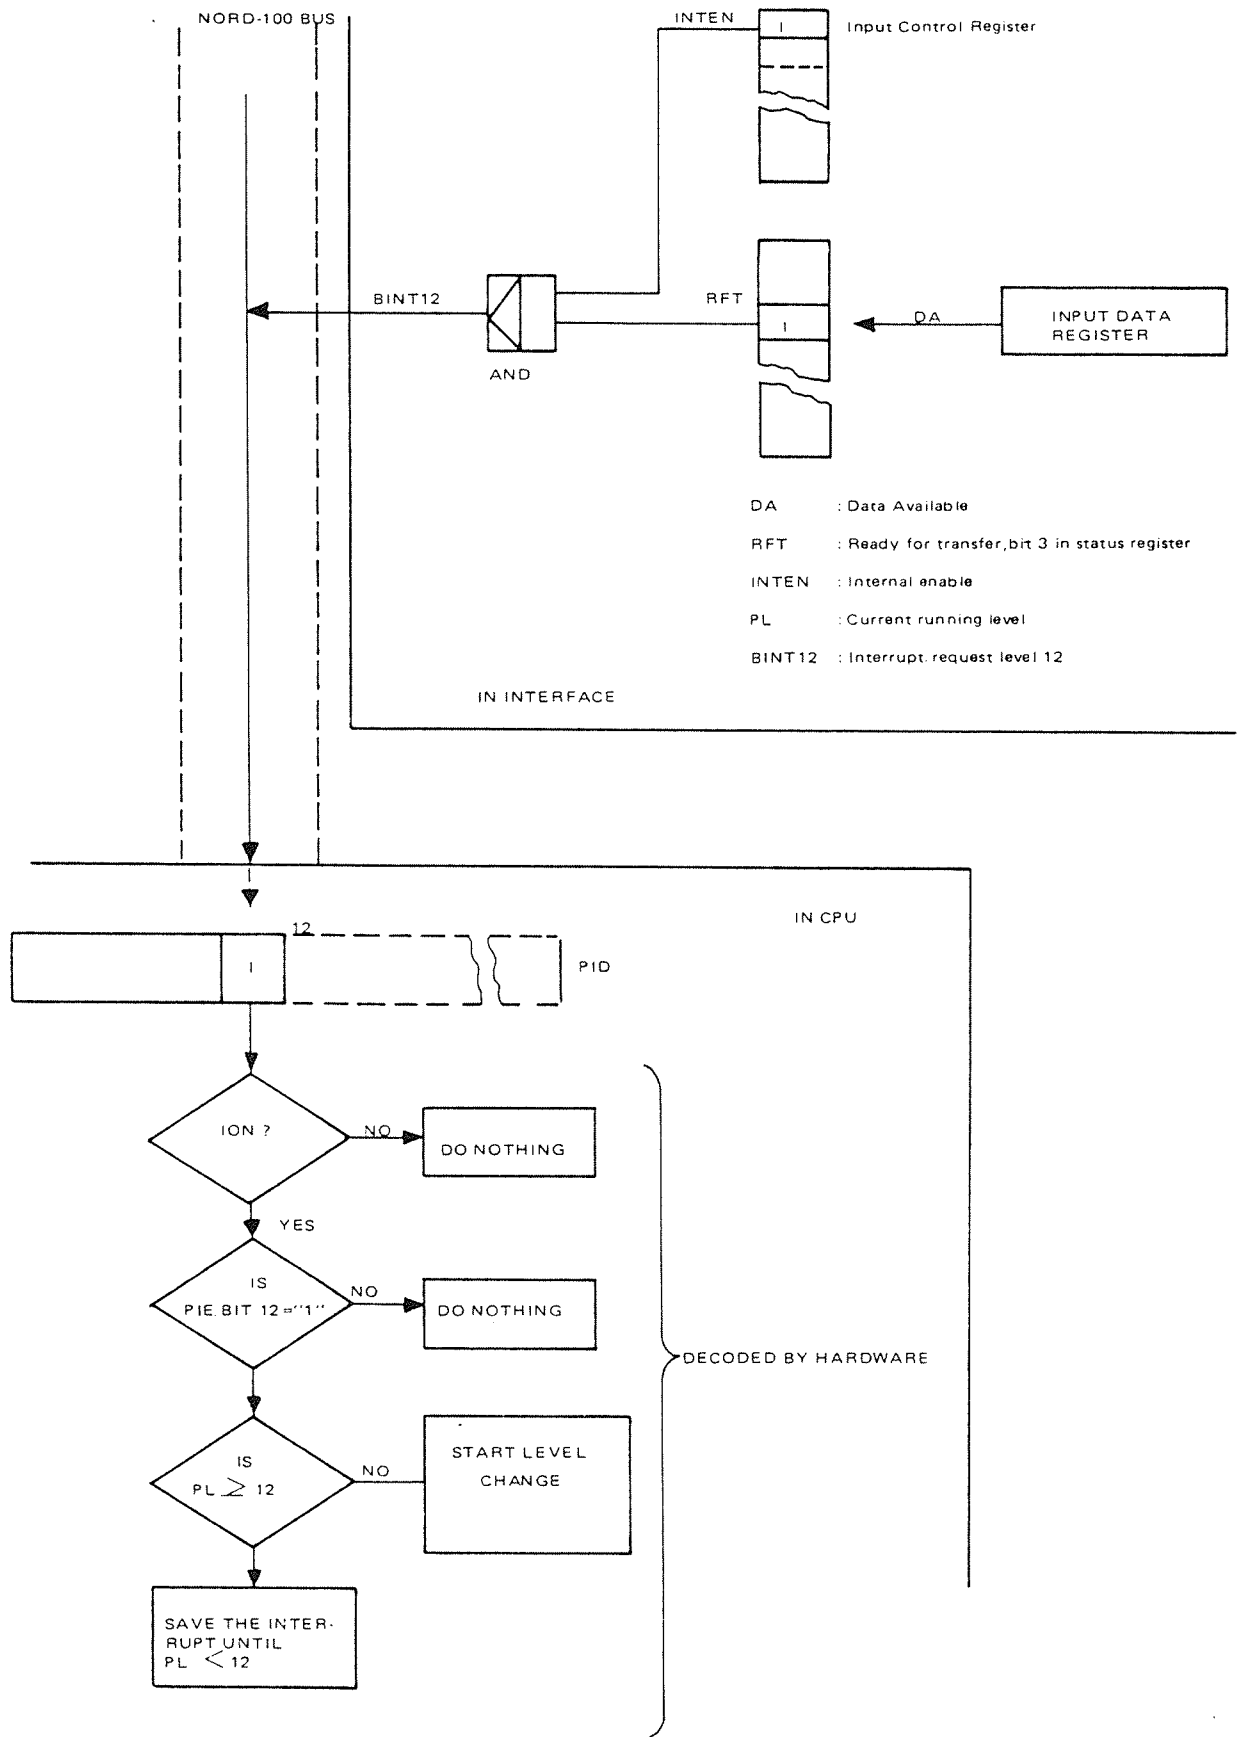 NORD-100 BUS
INTEN
I
Input Control Register
BINT12
AND
RFT
I
DA
INPUT DATA
REGISTER
DA : Data Available
RFT : Ready for transfer,bit 3 in status register
INTEN : Internal enable
PL : Current running level
BINT12 : Interrupt request level 12
IN INTERFACE
IN CPU
12
I
PID
ION ?
NO
DO NOTHING
YES
IS
PIE.BIT 12="1"
NO
DO NOTHING
DECODED BY HARDWARE
IS
PL ≥ 12
NO
START LEVEL
CHANGE
SAVE THE INTER-
RUPT UNTIL
PL < 12